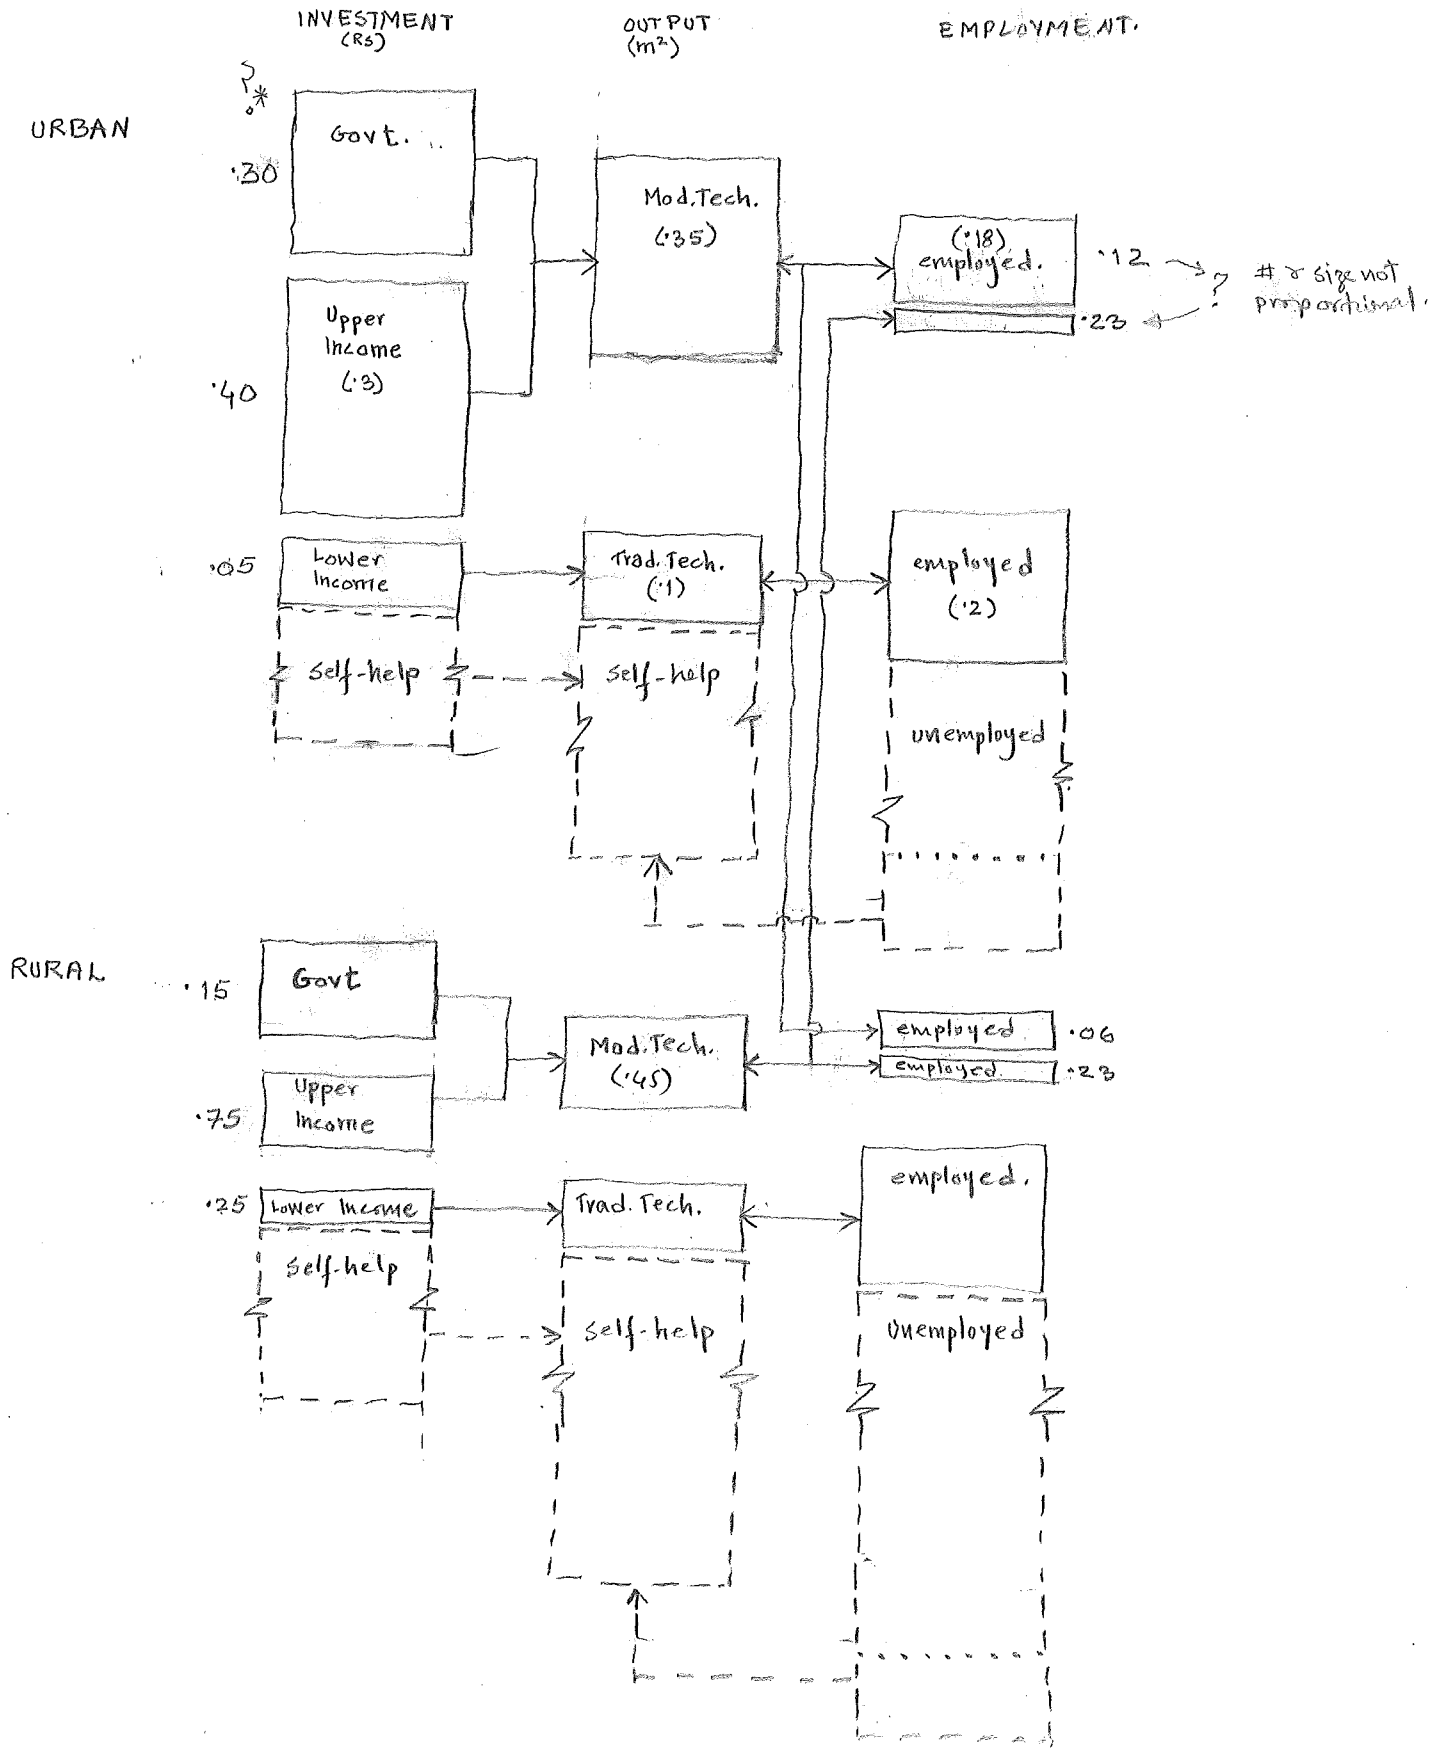 INVESTMENT
(Rs)
OUTPUT
(m²)
EMPLOYMENT.
?*
URBAN
Govt.
·30
Mod.Tech.
(·35)
(·18)
employed.
·12
?
# & size not
proportional.
·23
Upper
Income
(·3)
·40
·05
Lower
Income
Trad.Tech.
(·1)
employed
(·2)
self-help
self-help
unemployed
RURAL
·15
Govt
Mod.Tech.
(·45)
employed
·06
employed.
·23
Upper
Income
·75
·25
Lower Income
Trad.Tech.
employed.
self-help
self-help
unemployed